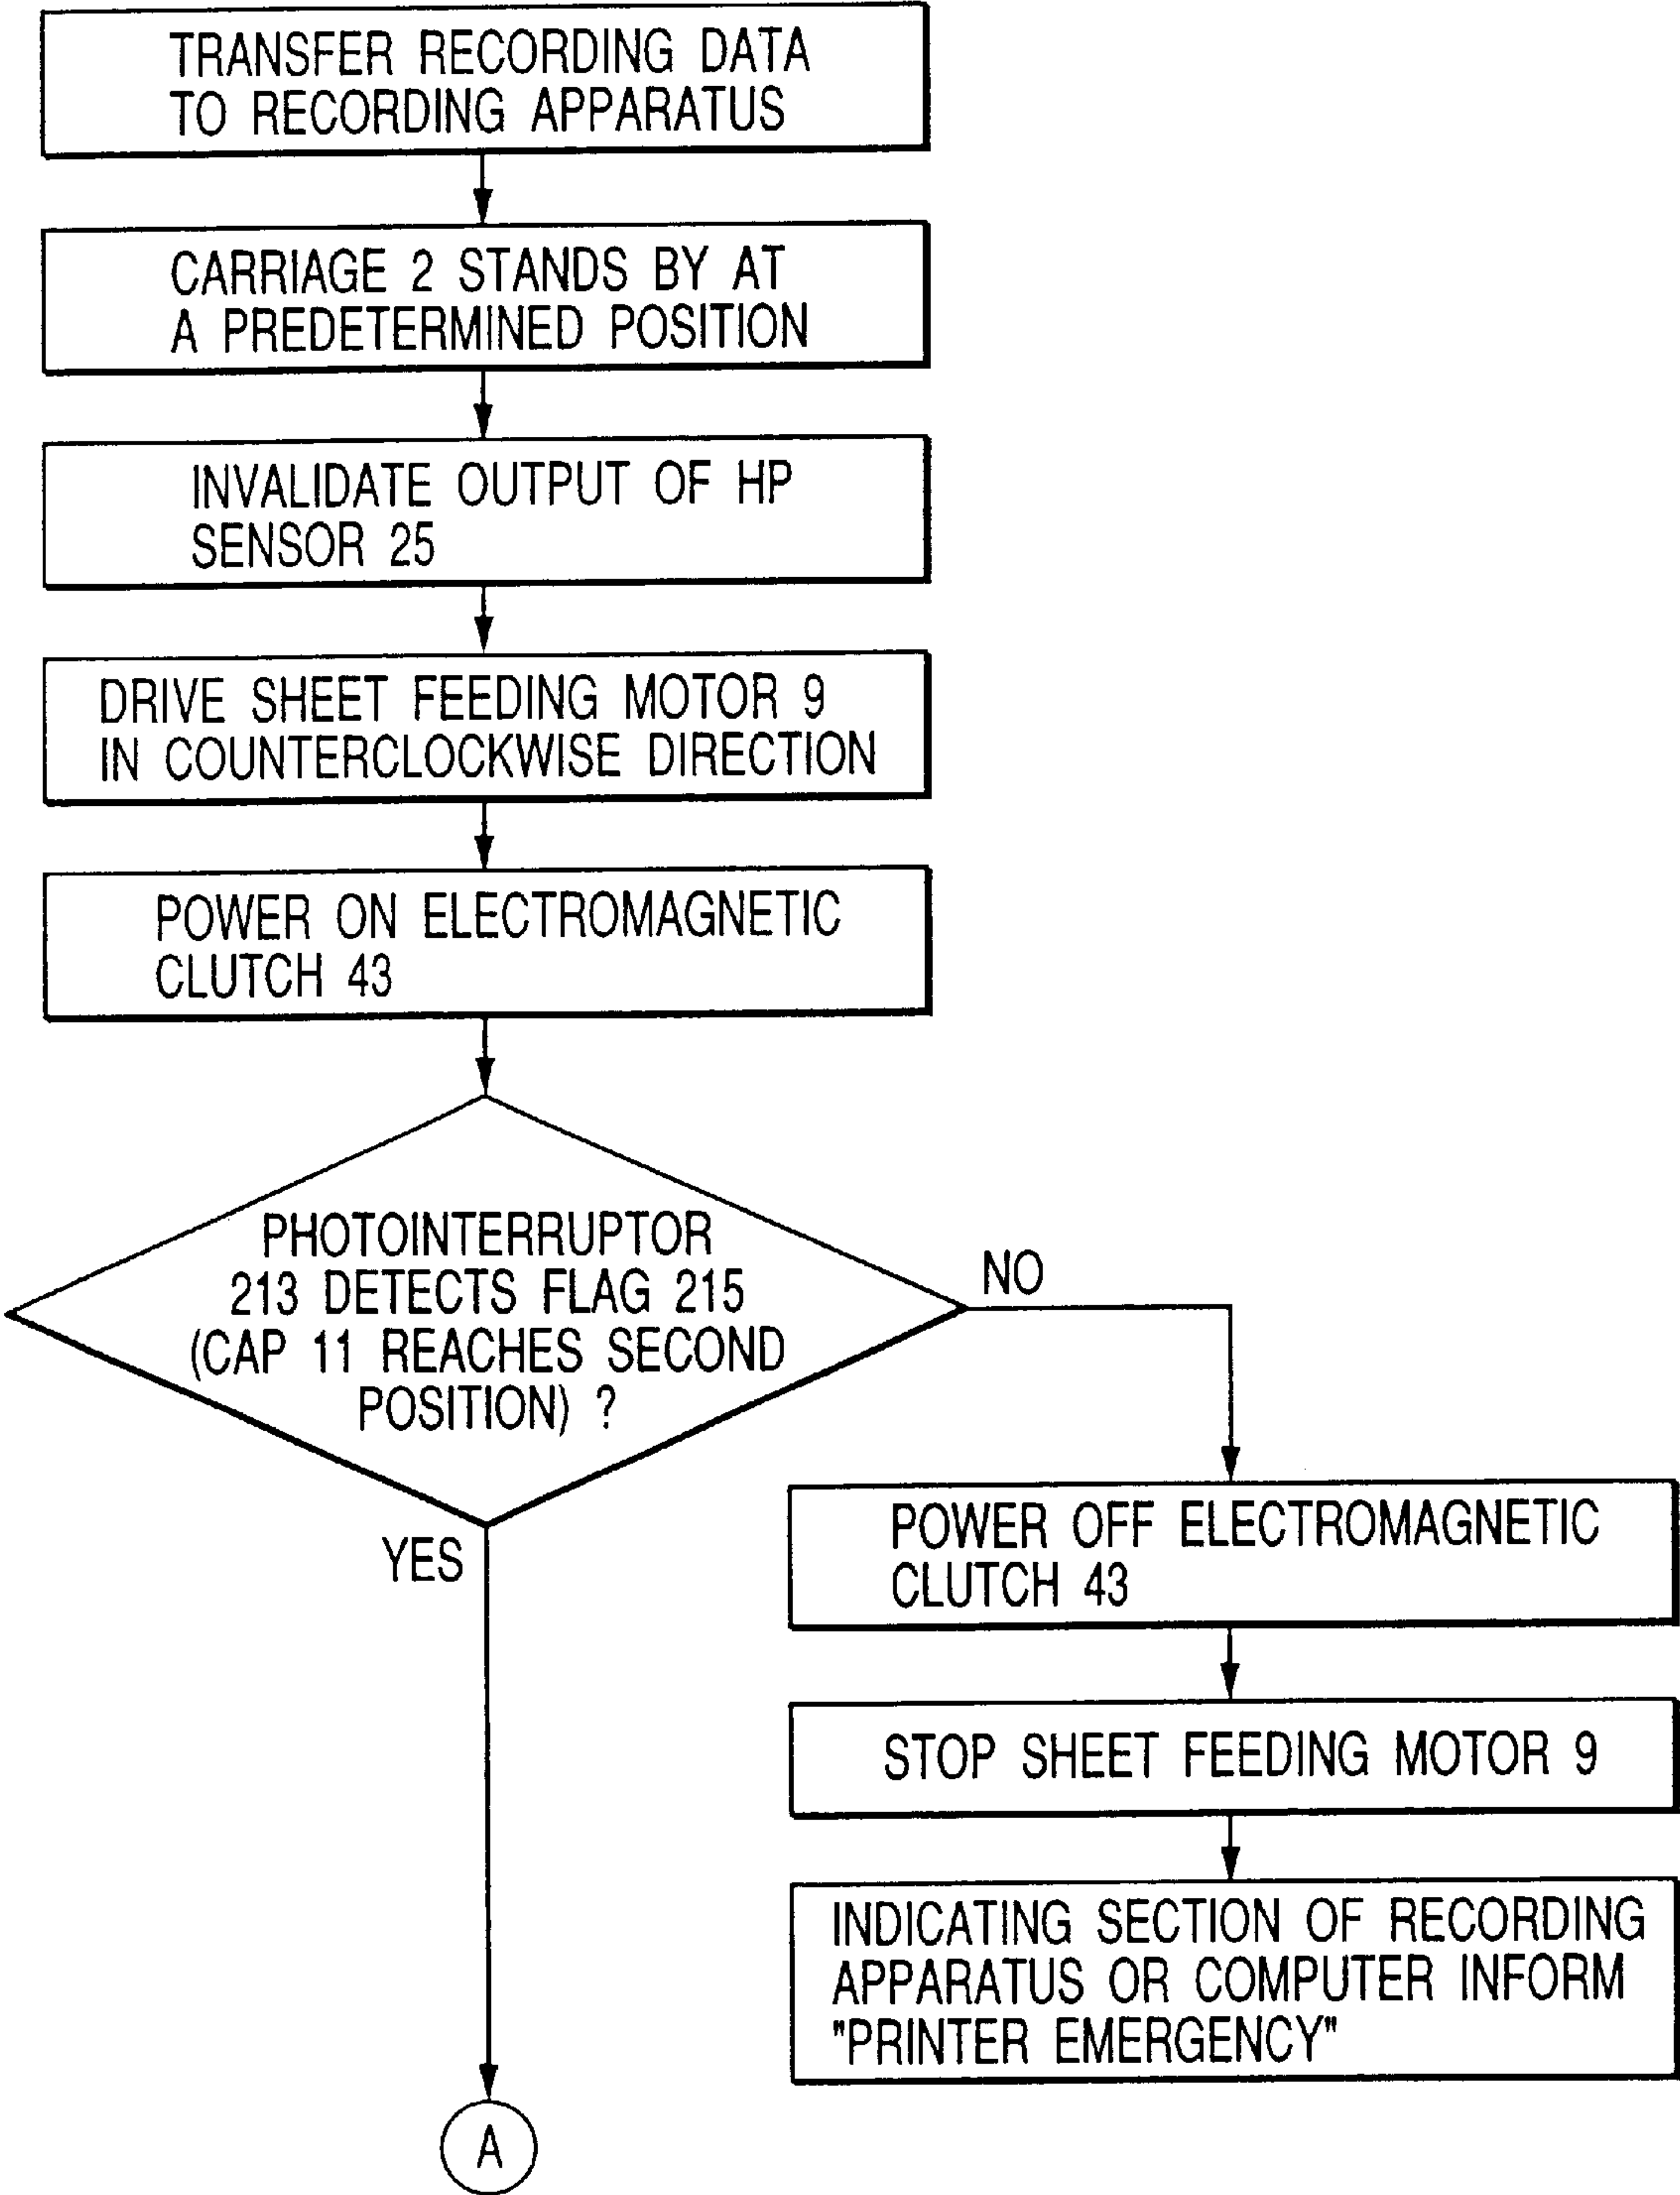 TRANSFER RECORDING DATA
TO RECORDING APPARATUS
CARRIAGE 2 STANDS BY AT
A PREDETERMINED POSITION
INVALIDATE OUTPUT OF HP
SENSOR 25
DRIVE SHEET FEEDING MOTOR 9
IN COUNTERCLOCKWISE DIRECTION
POWER ON ELECTROMAGNETIC
CLUTCH 43
PHOTOINTERRUPTOR
213 DETECTS FLAG 215
(CAP 11 REACHES SECOND
POSITION) ?
NO
YES
POWER OFF ELECTROMAGNETIC
CLUTCH 43
STOP SHEET FEEDING MOTOR 9
INDICATING SECTION OF RECORDING
APPARATUS OR COMPUTER INFORM
"PRINTER EMERGENCY"
A